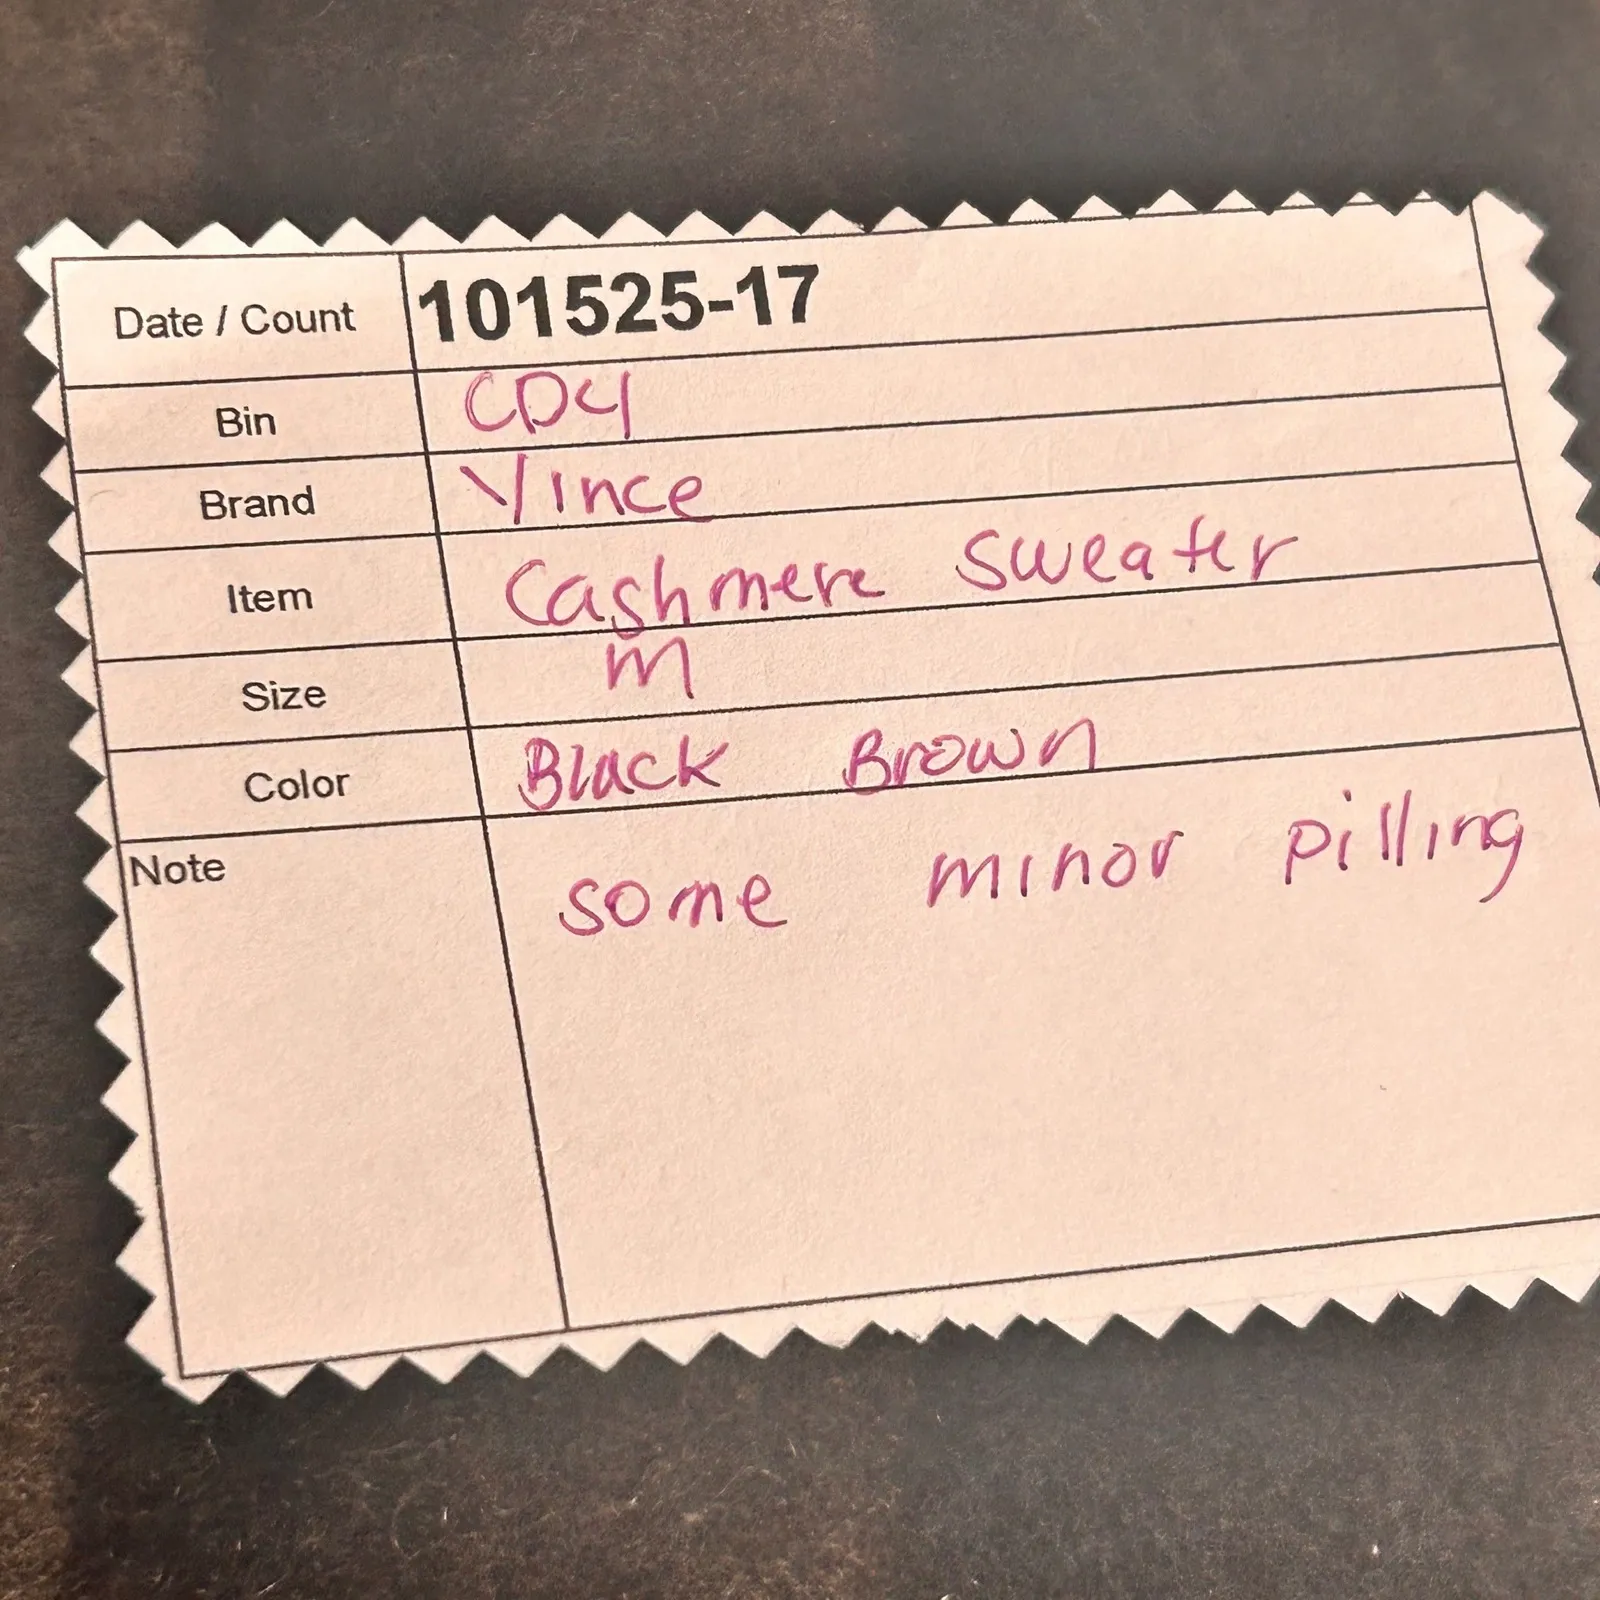 Date / Count 101525-17
Bin CD4
Brand Vince
Item Cashmere sweater
Size M
Color Black Brown
Note some minor pilling